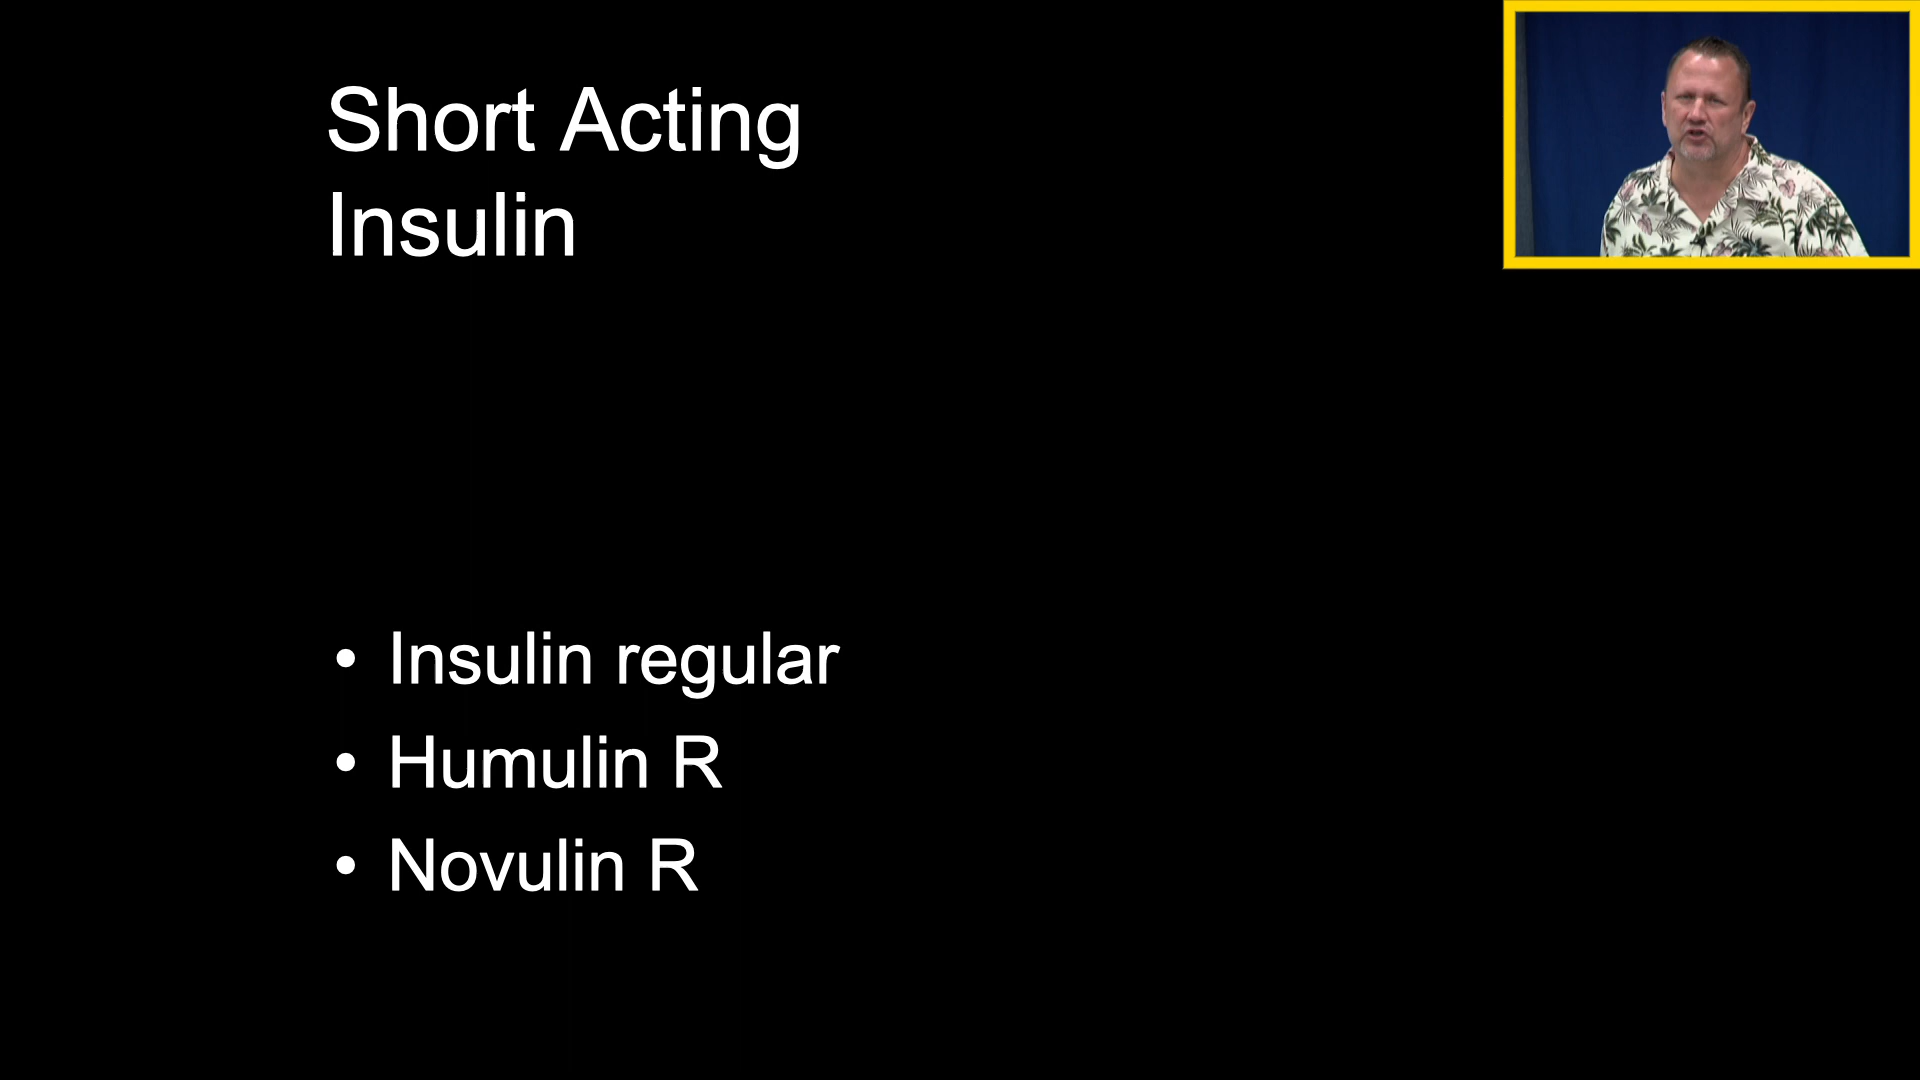 Short Acting
Insulin
• Insulin regular
• Humulin R
• Novulin R